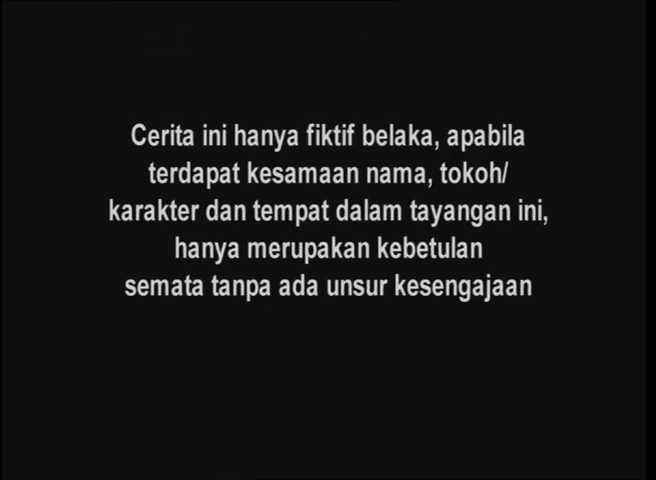 Cerita ini hanya fiktif belaka, apabila
terdapat kesamaan nama, tokoh/
karakter dan tempat dalam tayangan ini,
hanya merupakan kebetulan
semata tanpa ada unsur kesengajaan